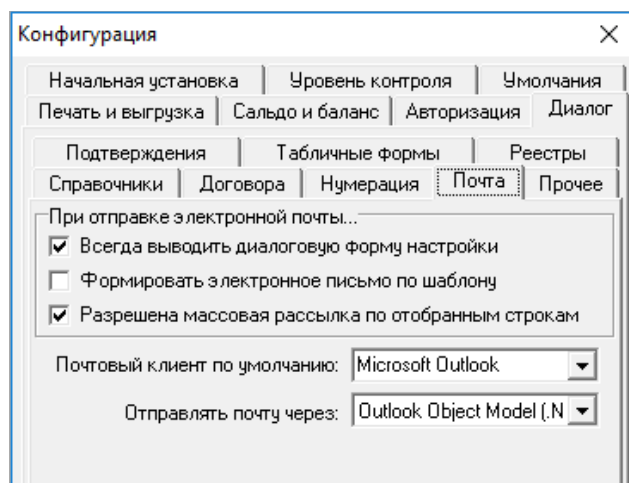 Конфигурация
Начальная установка Уровень контроля Умолчания
Печать и выгрузка Сальдо и баланс Авторизация Диалог
Подтверждения Табличные формы Реестры
Справочники Договора Нумерация Почта Прочее
При отправке электронной почты...
Всегда выводить диалоговую форму настройки
Формировать электронное письмо по шаблону
Разрешена массовая рассылка по отобранным строкам
Почтовый клиент по умолчанию: Microsoft Outlook
Отправлять почту через: Outlook Object Model (.N